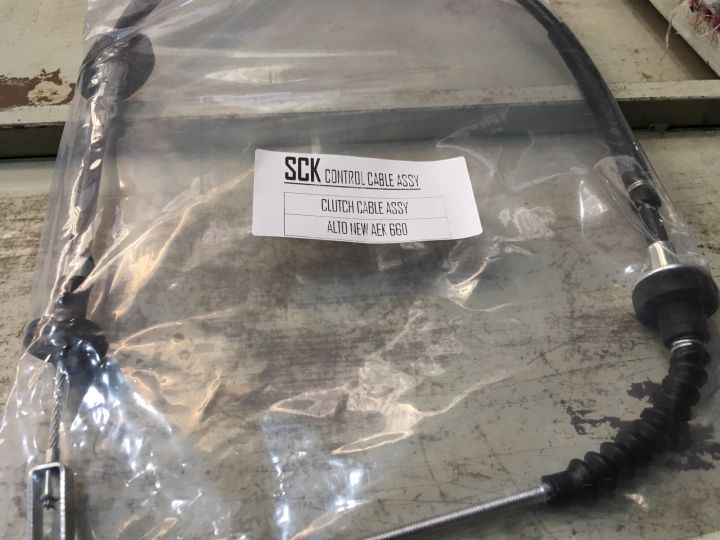 SCK CONTROL CABLE ASSY
CLUTCH CABLE ASSY
ALTO NEW AEK 660